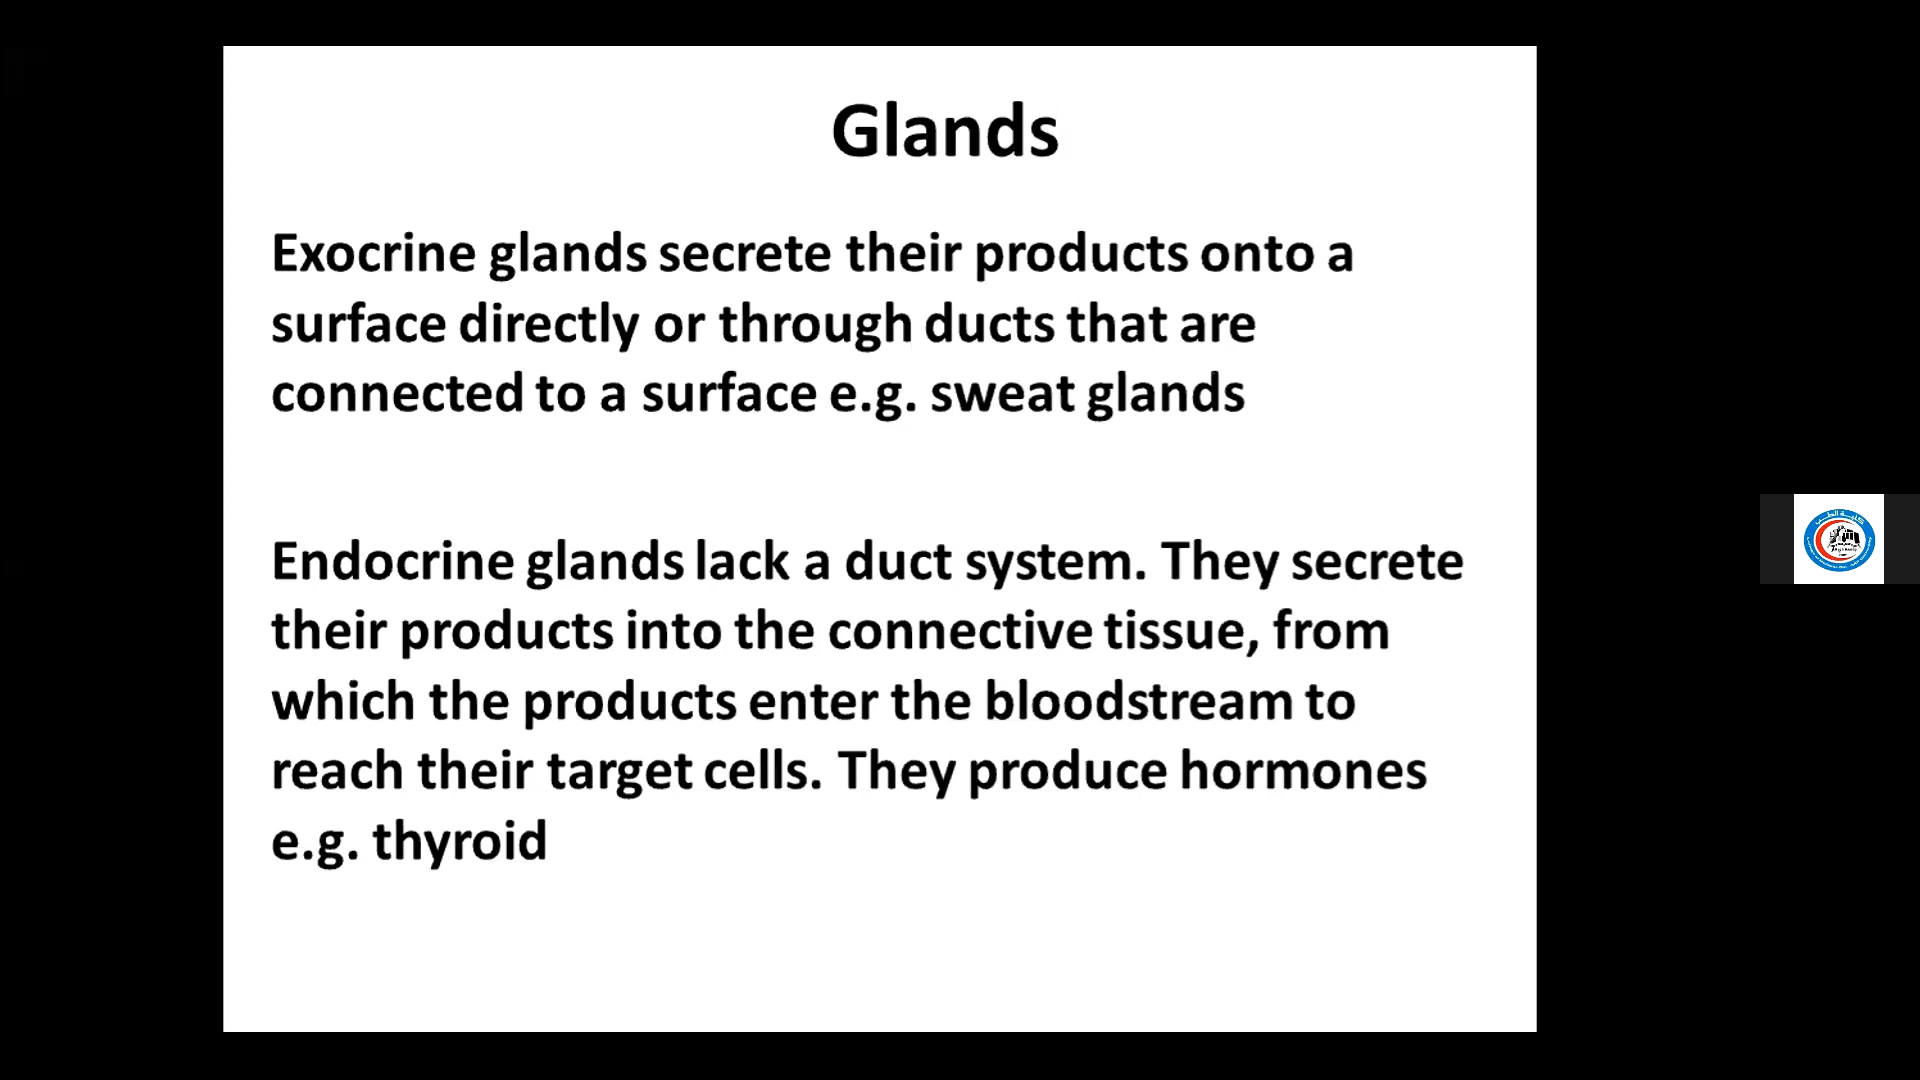 Glands
Exocrine glands secrete their products onto a
surface directly or through ducts that are
connected to a surface e.g. sweat glands
Endocrine glands lack a duct system. They secrete
their products into the connective tissue, from
which the products enter the bloodstream to
reach their target cells. They produce hormones
e.g. thyroid
كلية الطب